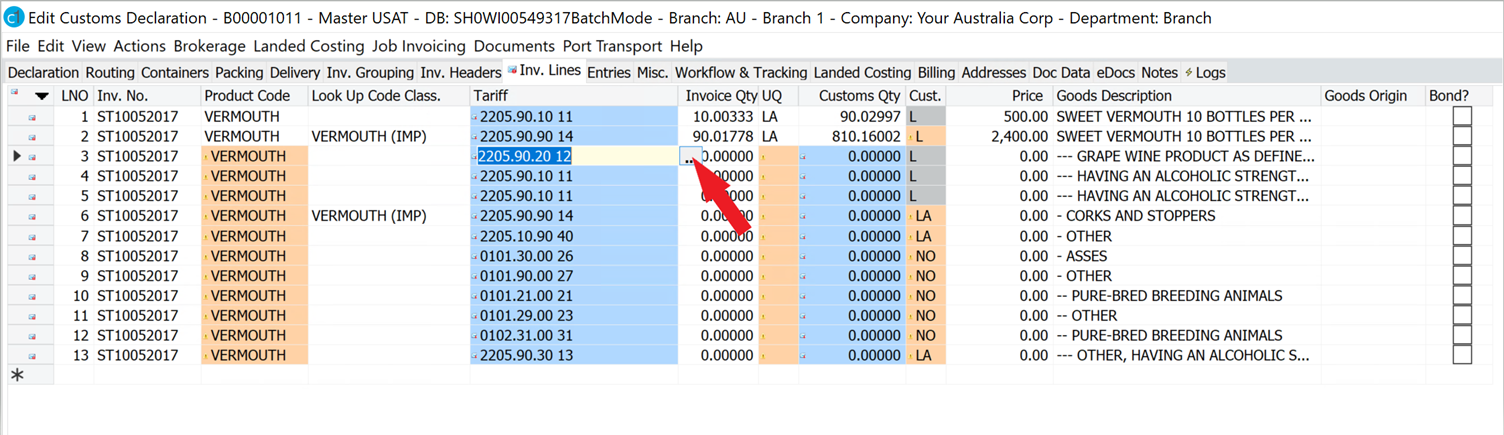 Edit Customs Declaration - B00001011 - Master USAT - DB: SH0WI00549317BatchMode - Branch: AU - Branch 1 - Company: Your Australia Corp - Department: Branch
File Edit View Actions Brokerage Landed Costing Job Invoicing Documents Port Transport Help
Declaration Routing Containers Packing Delivery Inv. Grouping Inv. Headers Inv. Lines Entries Misc. Workflow & Tracking Landed Costing Billing Addresses Doc Data eDocs Notes Logs
LNO Inv. No. Product Code Look Up Code Class. Tariff Invoice Qty UQ Customs Qty Cust. Price Goods Description Goods Origin Bond?
1 ST10052017 VERMOUTH 2205.90.10 11 10.00333 LA 90.02997 L 500.00 SWEET VERMOUTH 10 BOTTLES PER ...
2 ST10052017 VERMOUTH VERMOUTH (IMP) 2205.90.90 14 90.01778 LA 810.16002 L 2,400.00 SWEET VERMOUTH 10 BOTTLES PER ...
3 ST10052017 VERMOUTH 2205.90.20 12 ... 0.00000 0.00000 L 0.00 --- GRAPE WINE PRODUCT AS DEFINE...
4 ST10052017 VERMOUTH 2205.90.10 11 0.00000 0.00000 L 0.00 --- HAVING AN ALCOHOLIC STRENGT...
5 ST10052017 VERMOUTH 2205.90.10 11 0.00000 0.00000 L 0.00 --- HAVING AN ALCOHOLIC STRENGT...
6 ST10052017 VERMOUTH VERMOUTH (IMP) 2205.90.90 14 0.00000 0.00000 LA 0.00 - CORKS AND STOPPERS
7 ST10052017 VERMOUTH 2205.10.90 40 0.00000 0.00000 LA 0.00 - OTHER
8 ST10052017 VERMOUTH 0101.30.00 26 0.00000 0.00000 NO 0.00 - ASSES
9 ST10052017 VERMOUTH 0101.90.00 27 0.00000 0.00000 NO 0.00 - OTHER
10 ST10052017 VERMOUTH 0101.21.00 21 0.00000 0.00000 NO 0.00 -- PURE-BRED BREEDING ANIMALS
11 ST10052017 VERMOUTH 0101.29.00 23 0.00000 0.00000 NO 0.00 -- OTHER
12 ST10052017 VERMOUTH 0102.31.00 31 0.00000 0.00000 NO 0.00 -- PURE-BRED BREEDING ANIMALS
13 ST10052017 VERMOUTH 2205.90.30 13 0.00000 0.00000 LA 0.00 --- OTHER, HAVING AN ALCOHOLIC S...